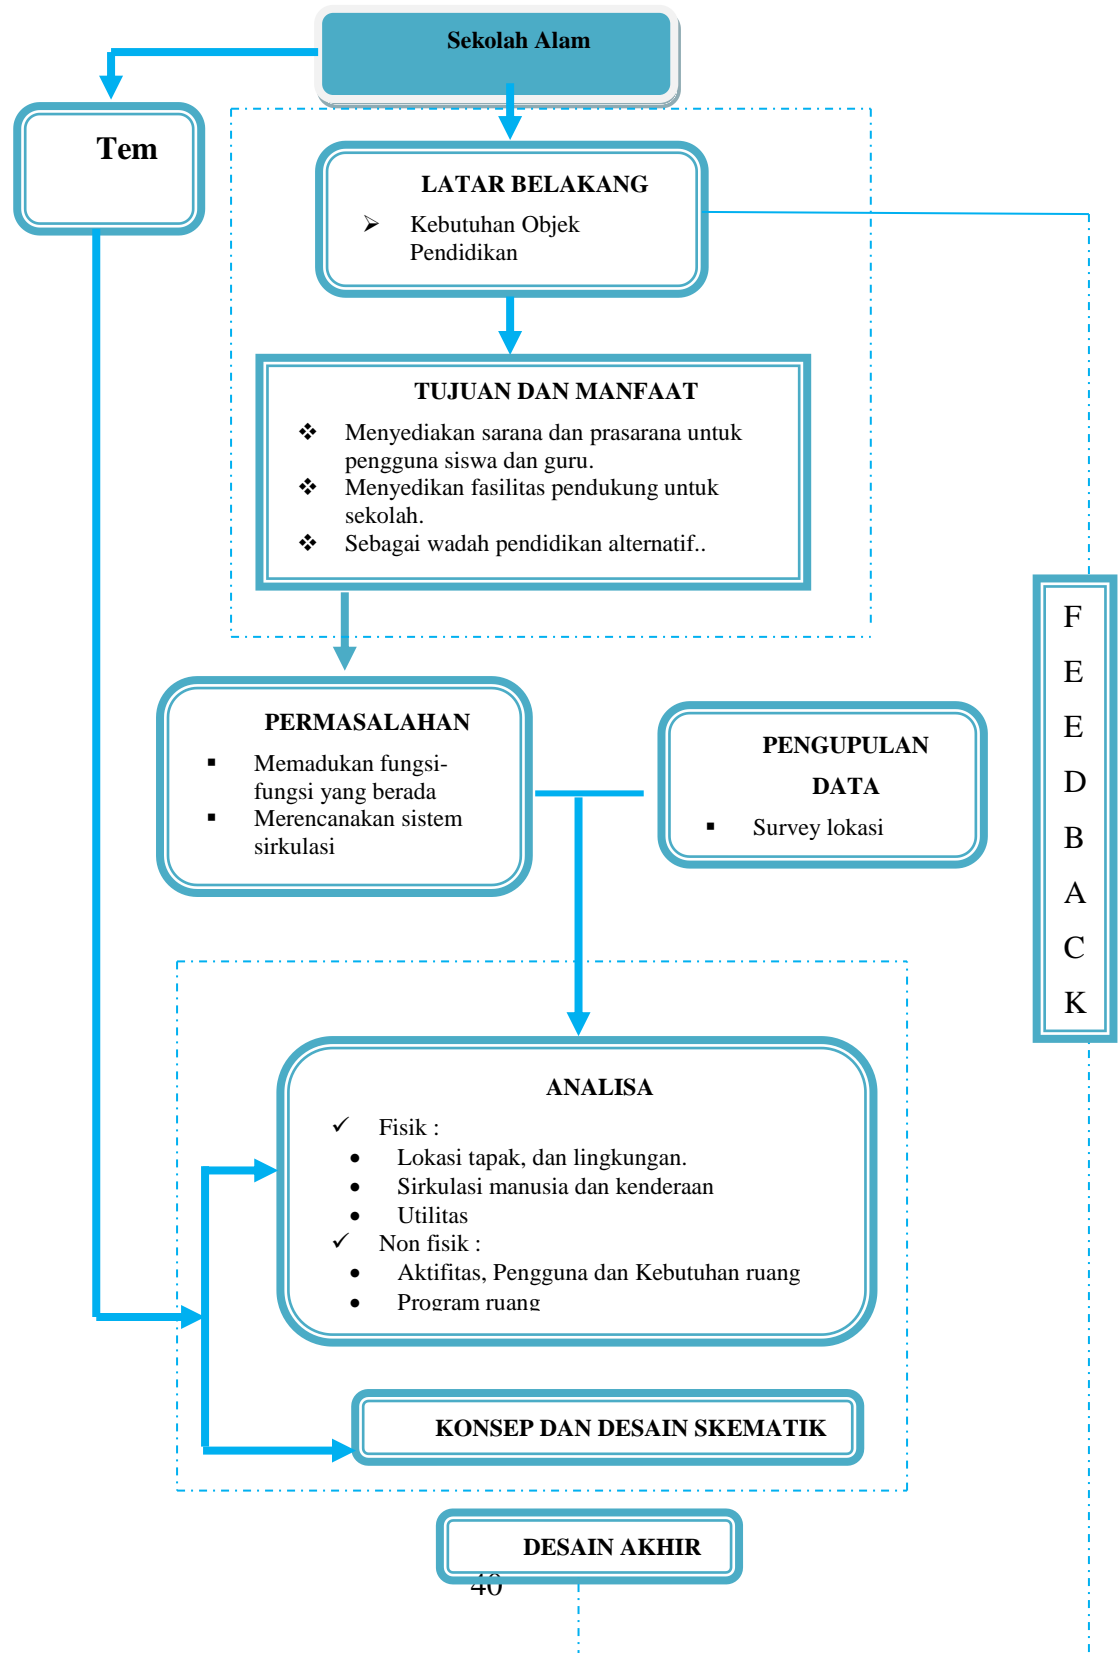 Sekolah Alam
Tem
LATAR BELAKANG
➢ Kebutuhan Objek
Pendidikan
TUJUAN DAN MANFAAT
❖ Menyediakan sarana dan prasarana untuk
pengguna siswa dan guru.
❖ Menyedikan fasilitas pendukung untuk
sekolah.
❖ Sebagai wadah pendidikan alternatif..
PERMASALAHAN
▪ Memadukan fungsi-
fungsi yang berada
▪ Merencanakan sistem
sirkulasi
PENGUPULAN
DATA
▪ Survey lokasi
F
E
E
D
B
A
C
K
ANALISA
✓ Fisik :
• Lokasi tapak, dan lingkungan.
• Sirkulasi manusia dan kenderaan
• Utilitas
✓ Non fisik :
• Aktifitas, Pengguna dan Kebutuhan ruang
• Program ruang
KONSEP DAN DESAIN SKEMATIK
DESAIN AKHIR
40